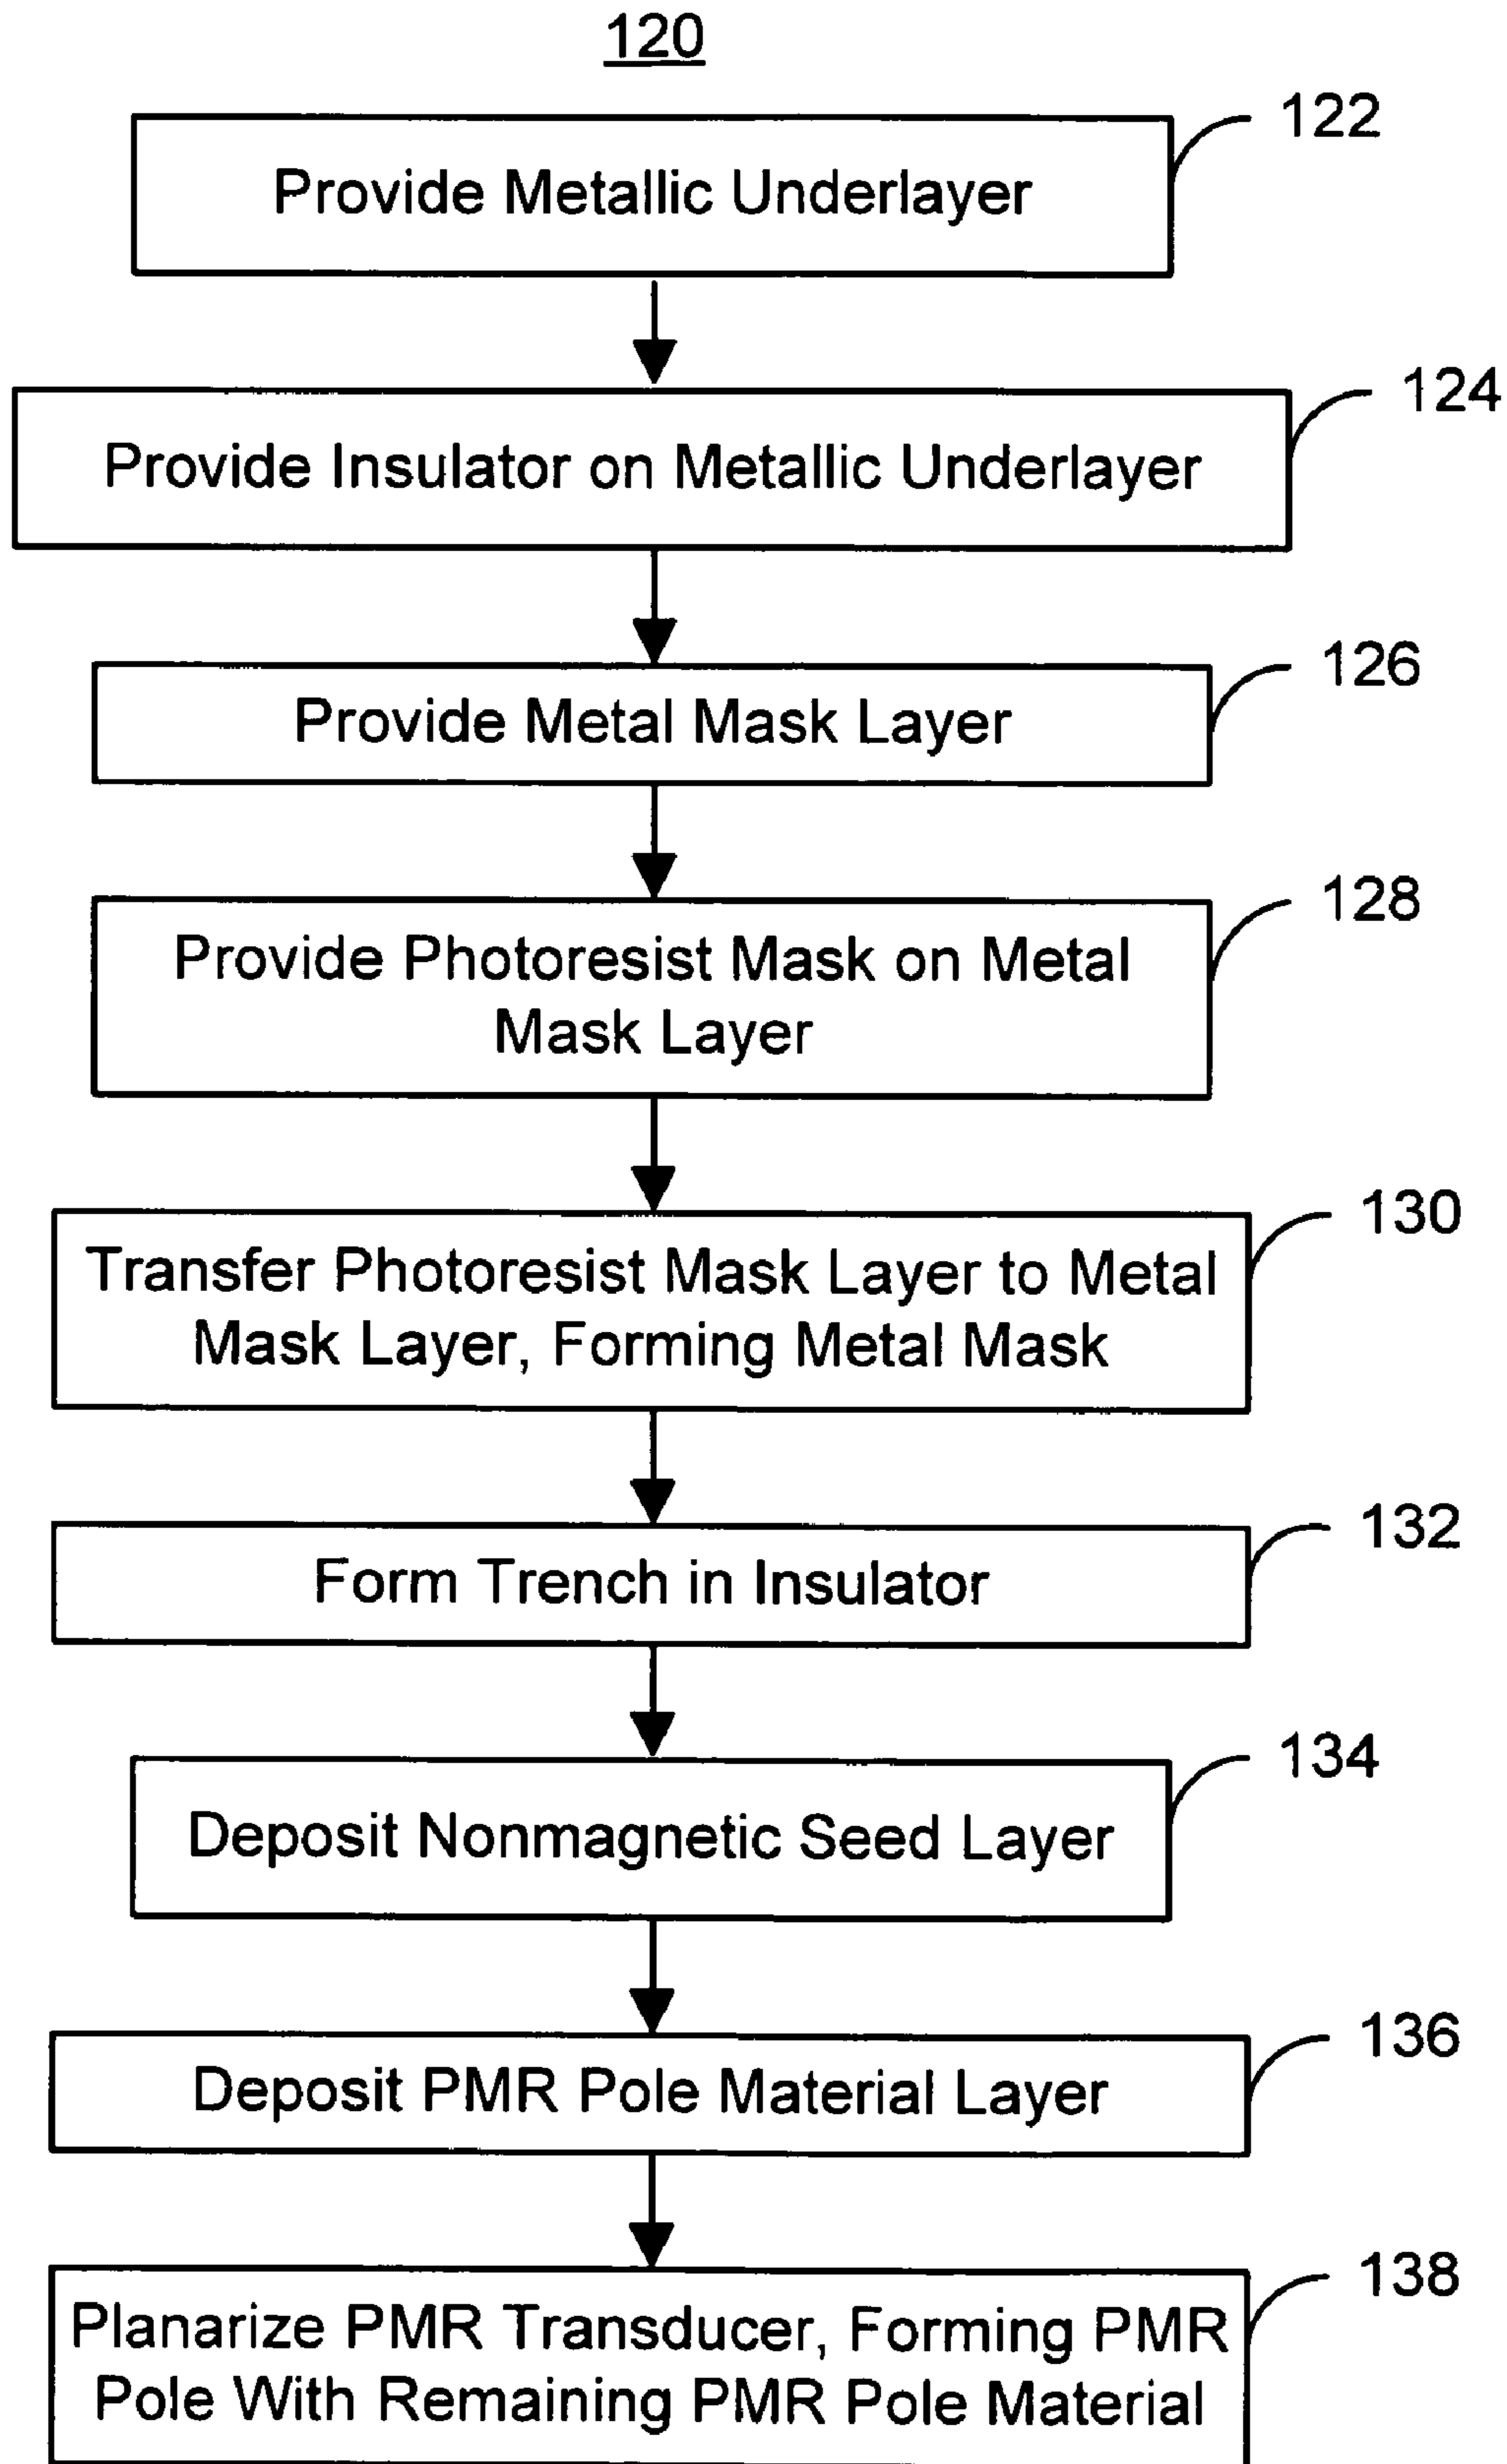 120
122
Provide Metallic Underlayer
124
Provide Insulator on Metallic Underlayer
126
Provide Metal Mask Layer
128
Provide Photoresist Mask on Metal
Mask Layer
130
Transfer Photoresist Mask Layer to Metal
Mask Layer, Forming Metal Mask
132
Form Trench in Insulator
134
Deposit Nonmagnetic Seed Layer
136
Deposit PMR Pole Material Layer
138
Planarize PMR Transducer, Forming PMR
Pole With Remaining PMR Pole Material